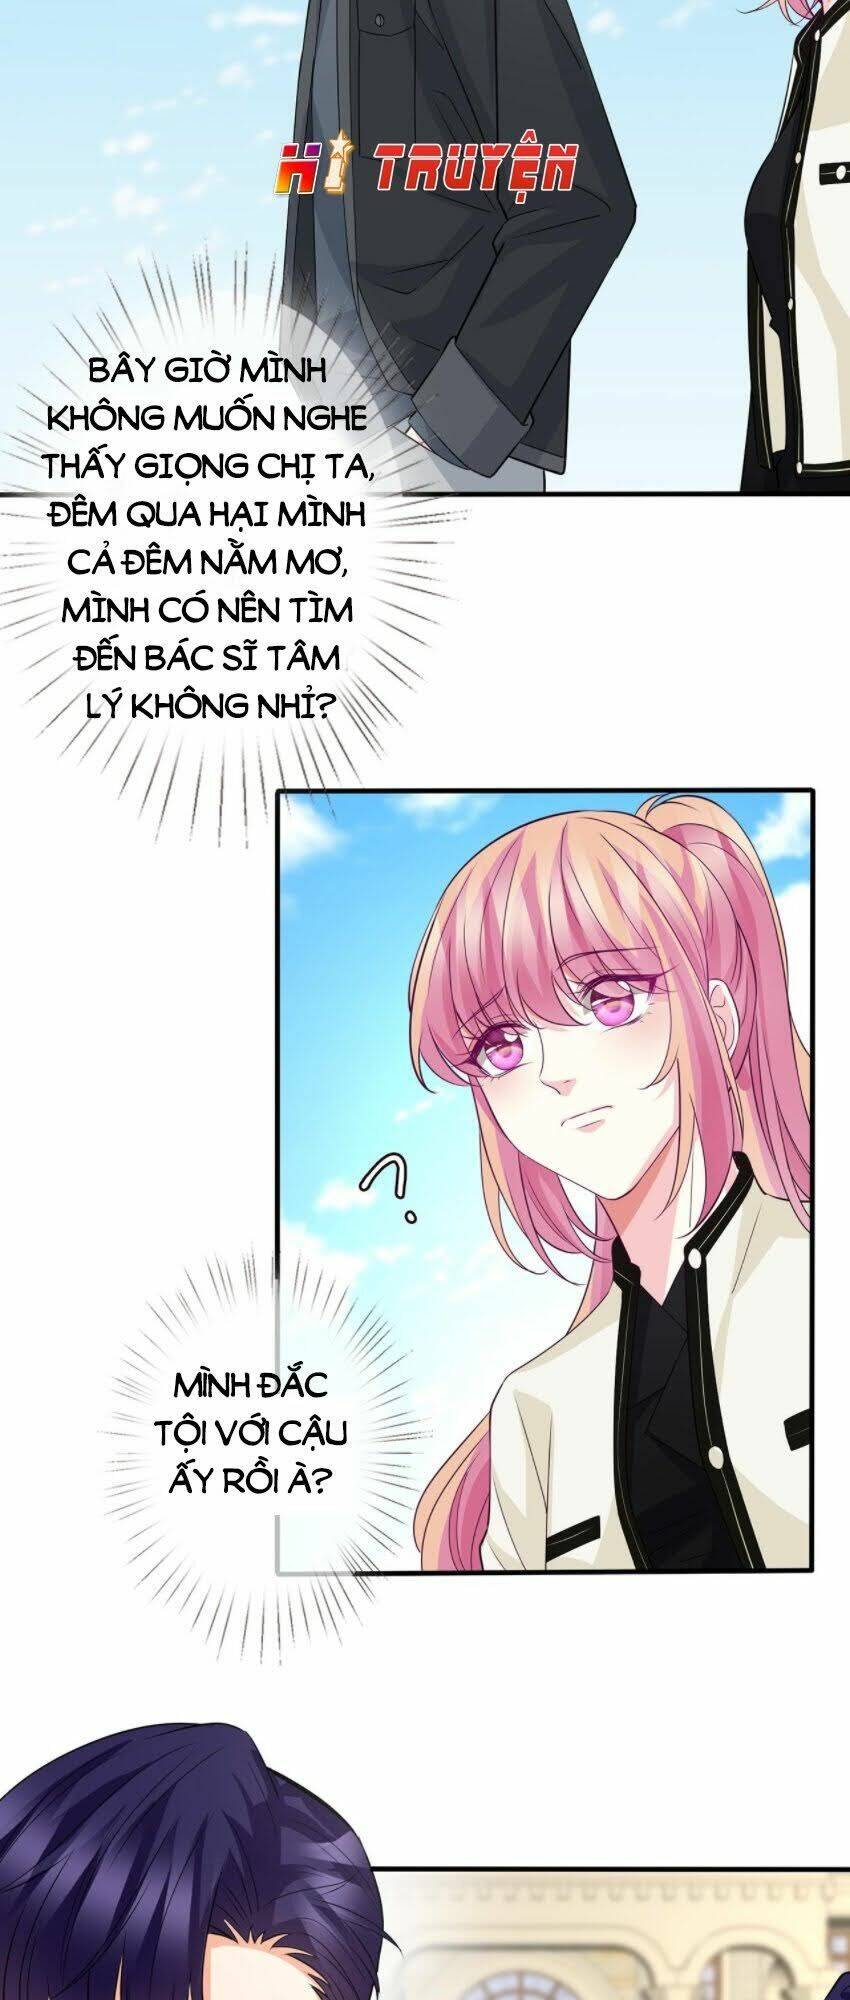 HI TRUYỆN
BÂY GIỜ MÌNH
KHÔNG MUỐN NGHE
THẤY GIỌNG CHỊ TA,
ĐÊM QUA HẠI MÌNH
CẢ ĐÊM NẰM MƠ,
MÌNH CÓ NÊN TÌM
ĐẾN BÁC SĨ TÂM
LÝ KHÔNG NHỈ?
?
MÌNH ĐẮC
TỘI VỚI CẬU
ẤY RỒI À?